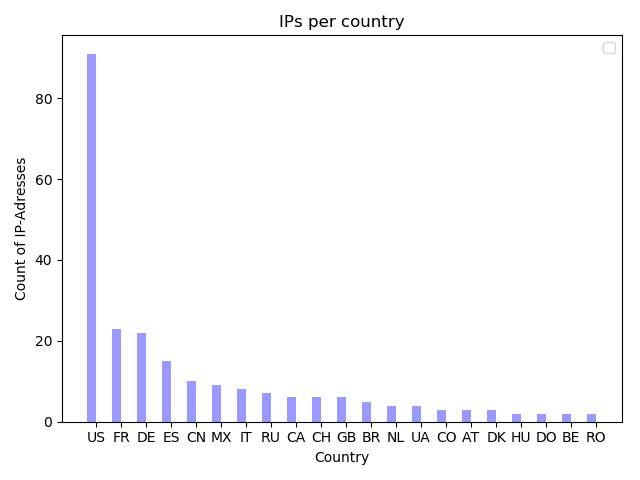 IPs per country
Count of IP-Adresses
80
60
40
20
0
US FR DE ES CN MX IT RU CA CH GB BR NL UA CO AT DK HU DO BE RO
Country